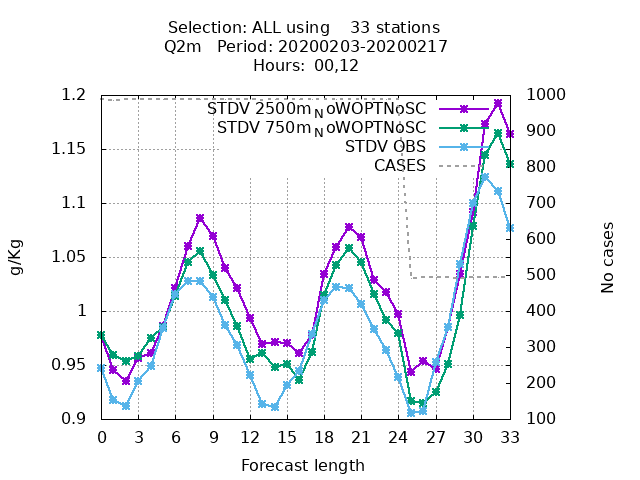 Selection: ALL using 33 stations
Q2m Period: 20200203-20200217
Hours: 00,12
STDV 2500mNoWOPTNoSC
STDV 750mNoWOPTNoSC
STDV OBS
CASES
1.2
1.15
1.1
1.05
1
0.95
0.9
1000
900
800
700
600
500
400
300
200
100
g/Kg
No cases
0 3 6 9 12 15 18 21 24 27 30 33
Forecast length